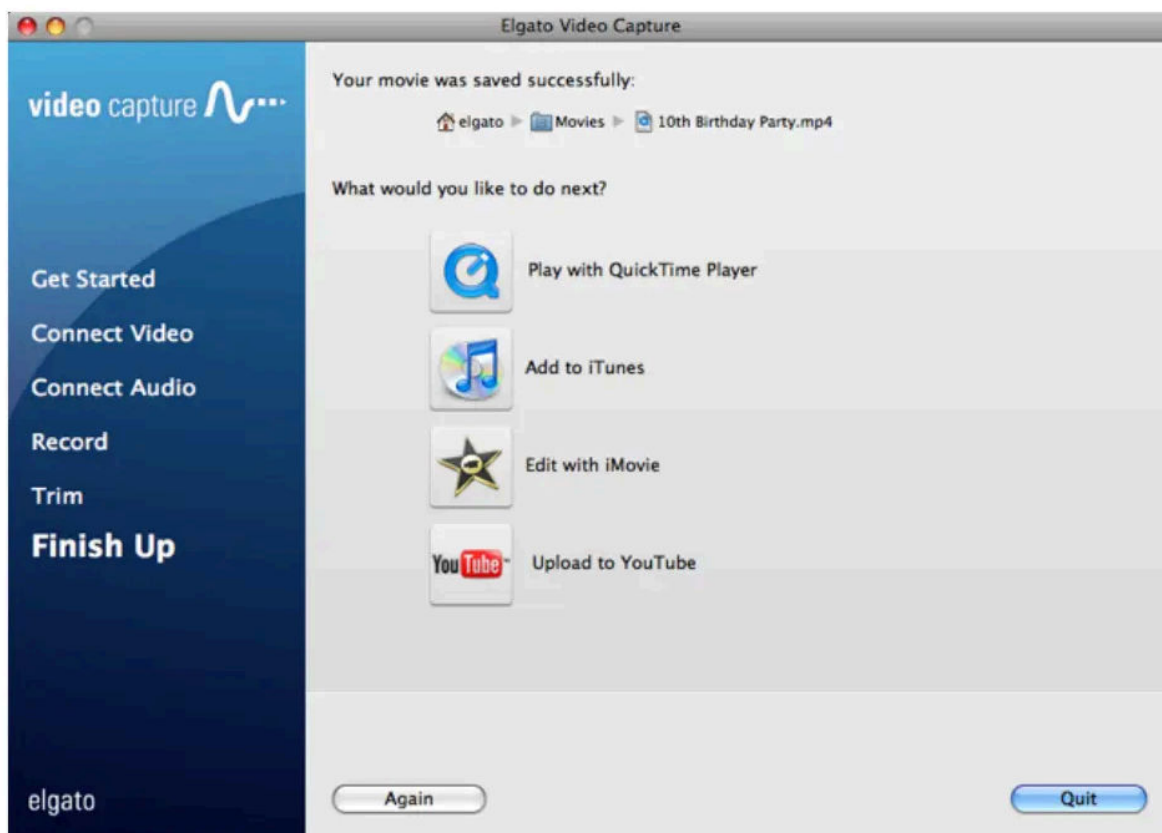 Elgato Video Capture
video capture
Your movie was saved successfully:
elgato Movies 10th Birthday Party.mp4
What would you like to do next?
Get Started
Connect Video
Connect Audio
Record
Trim
Finish Up
Play with QuickTime Player
Add to iTunes
Edit with iMovie
YouTube™ Upload to YouTube
elgato
Again
Quit